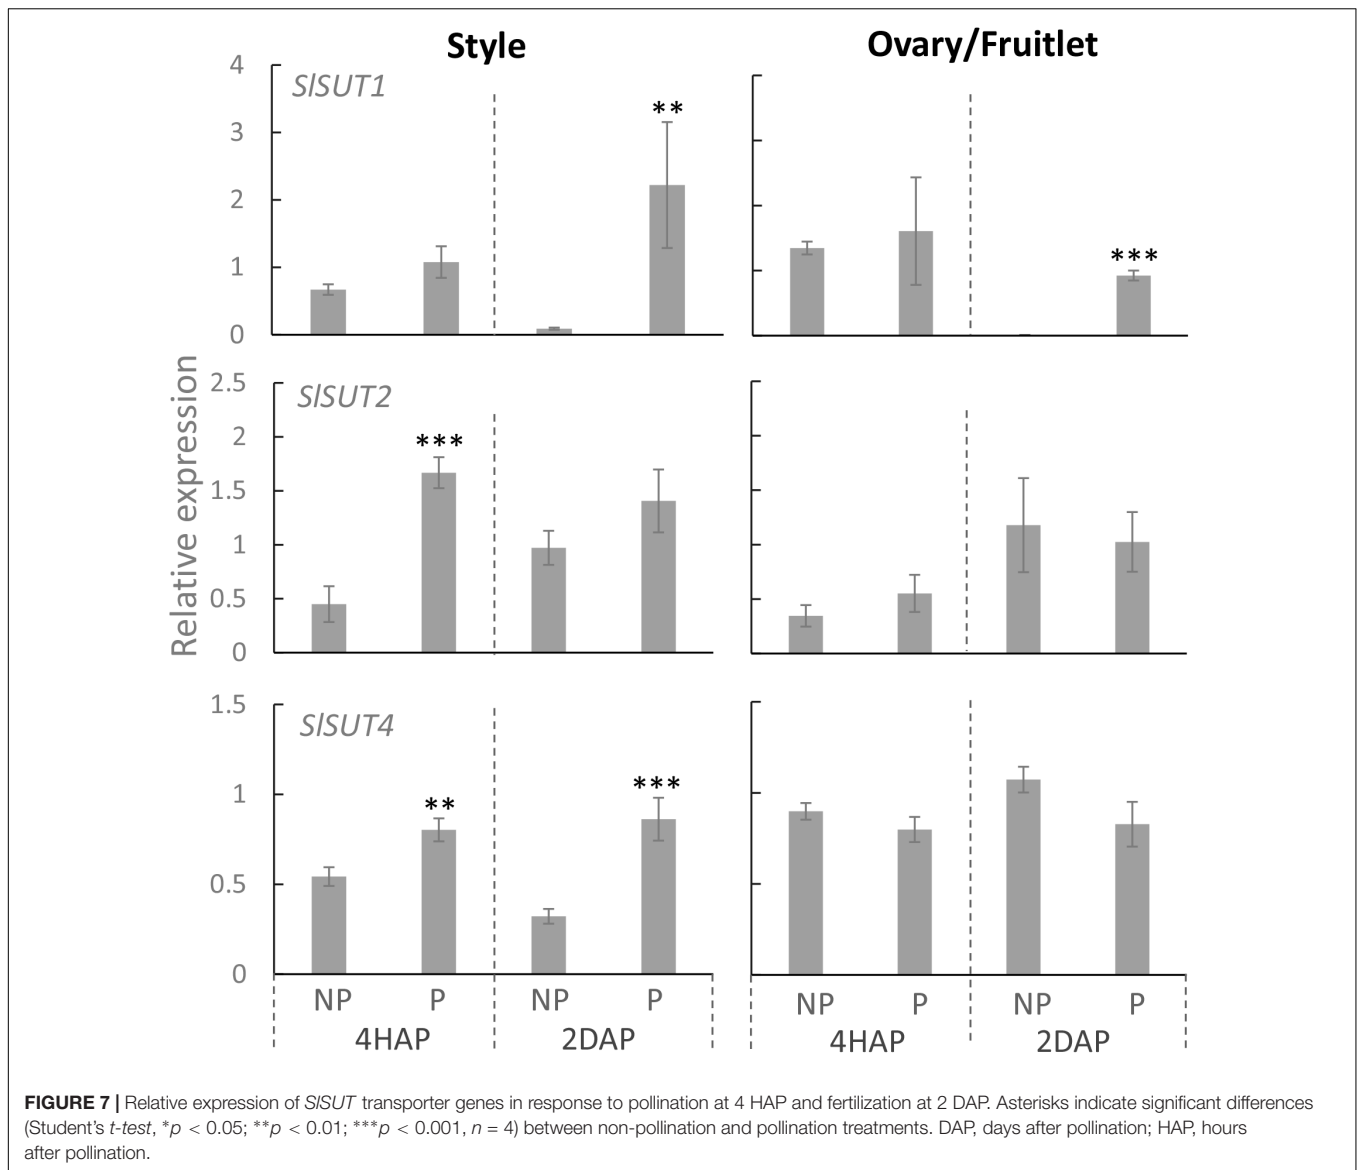 Style
Ovary/Fruitlet
4
3
2
1
0
SlSUT1
**
***
Relative expression
2.5
2
1.5
1
0.5
0
SlSUT2
***
1.5
1
0.5
0
SlSUT4
**
***
NP P NP P
4HAP 2DAP
NP P NP P
4HAP 2DAP
FIGURE 7 | Relative expression of SlSUT transporter genes in response to pollination at 4 HAP and fertilization at 2 DAP. Asterisks indicate significant differences
(Student's t-test, *p < 0.05; **p < 0.01; ***p < 0.001, n = 4) between non-pollination and pollination treatments. DAP, days after pollination; HAP, hours
after pollination.